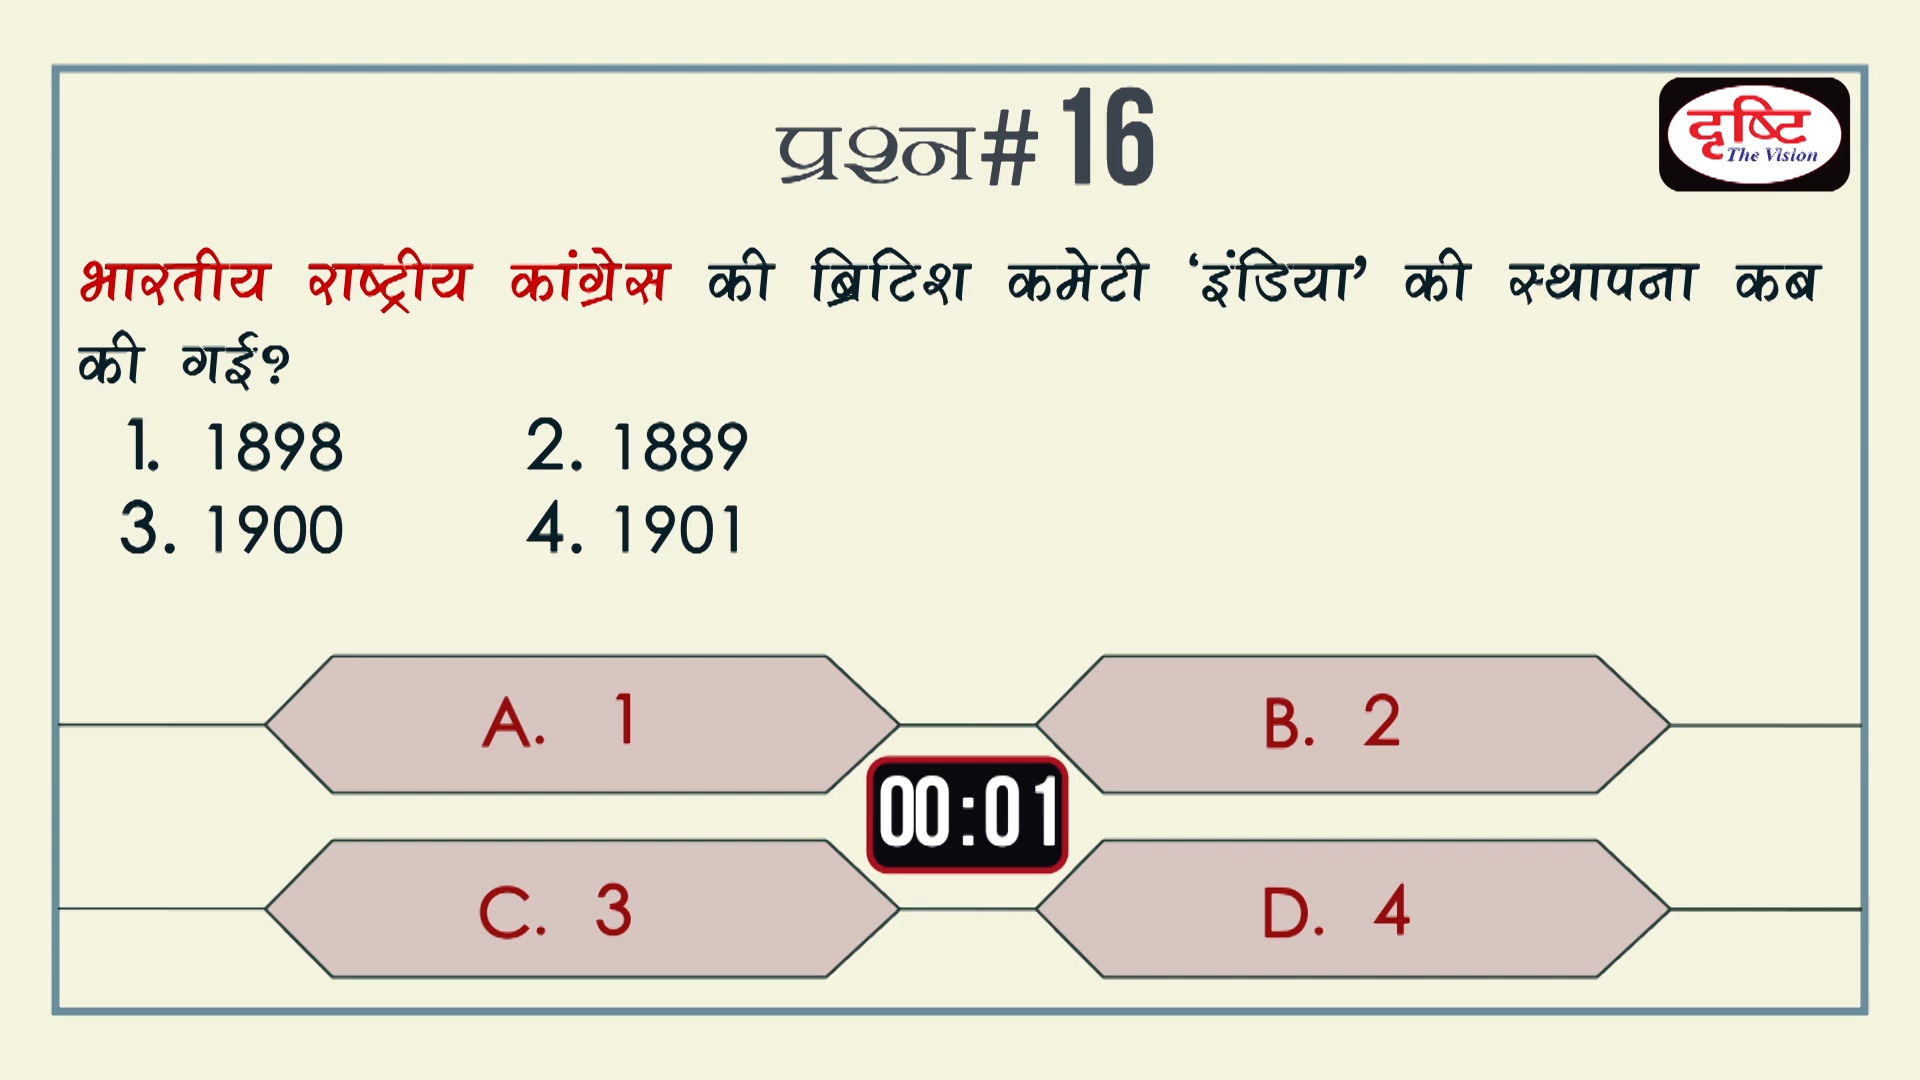 प्रश्न# 16
दृष्टि
The Vision
भारतीय राष्ट्रीय कांग्रेस की ब्रिटिश कमेटी ‘इंडिया’ की स्थापना कब
की गई?
1. 1898 2. 1889
3. 1900 4. 1901
A. 1 B. 2
00:01
C. 3 D. 4